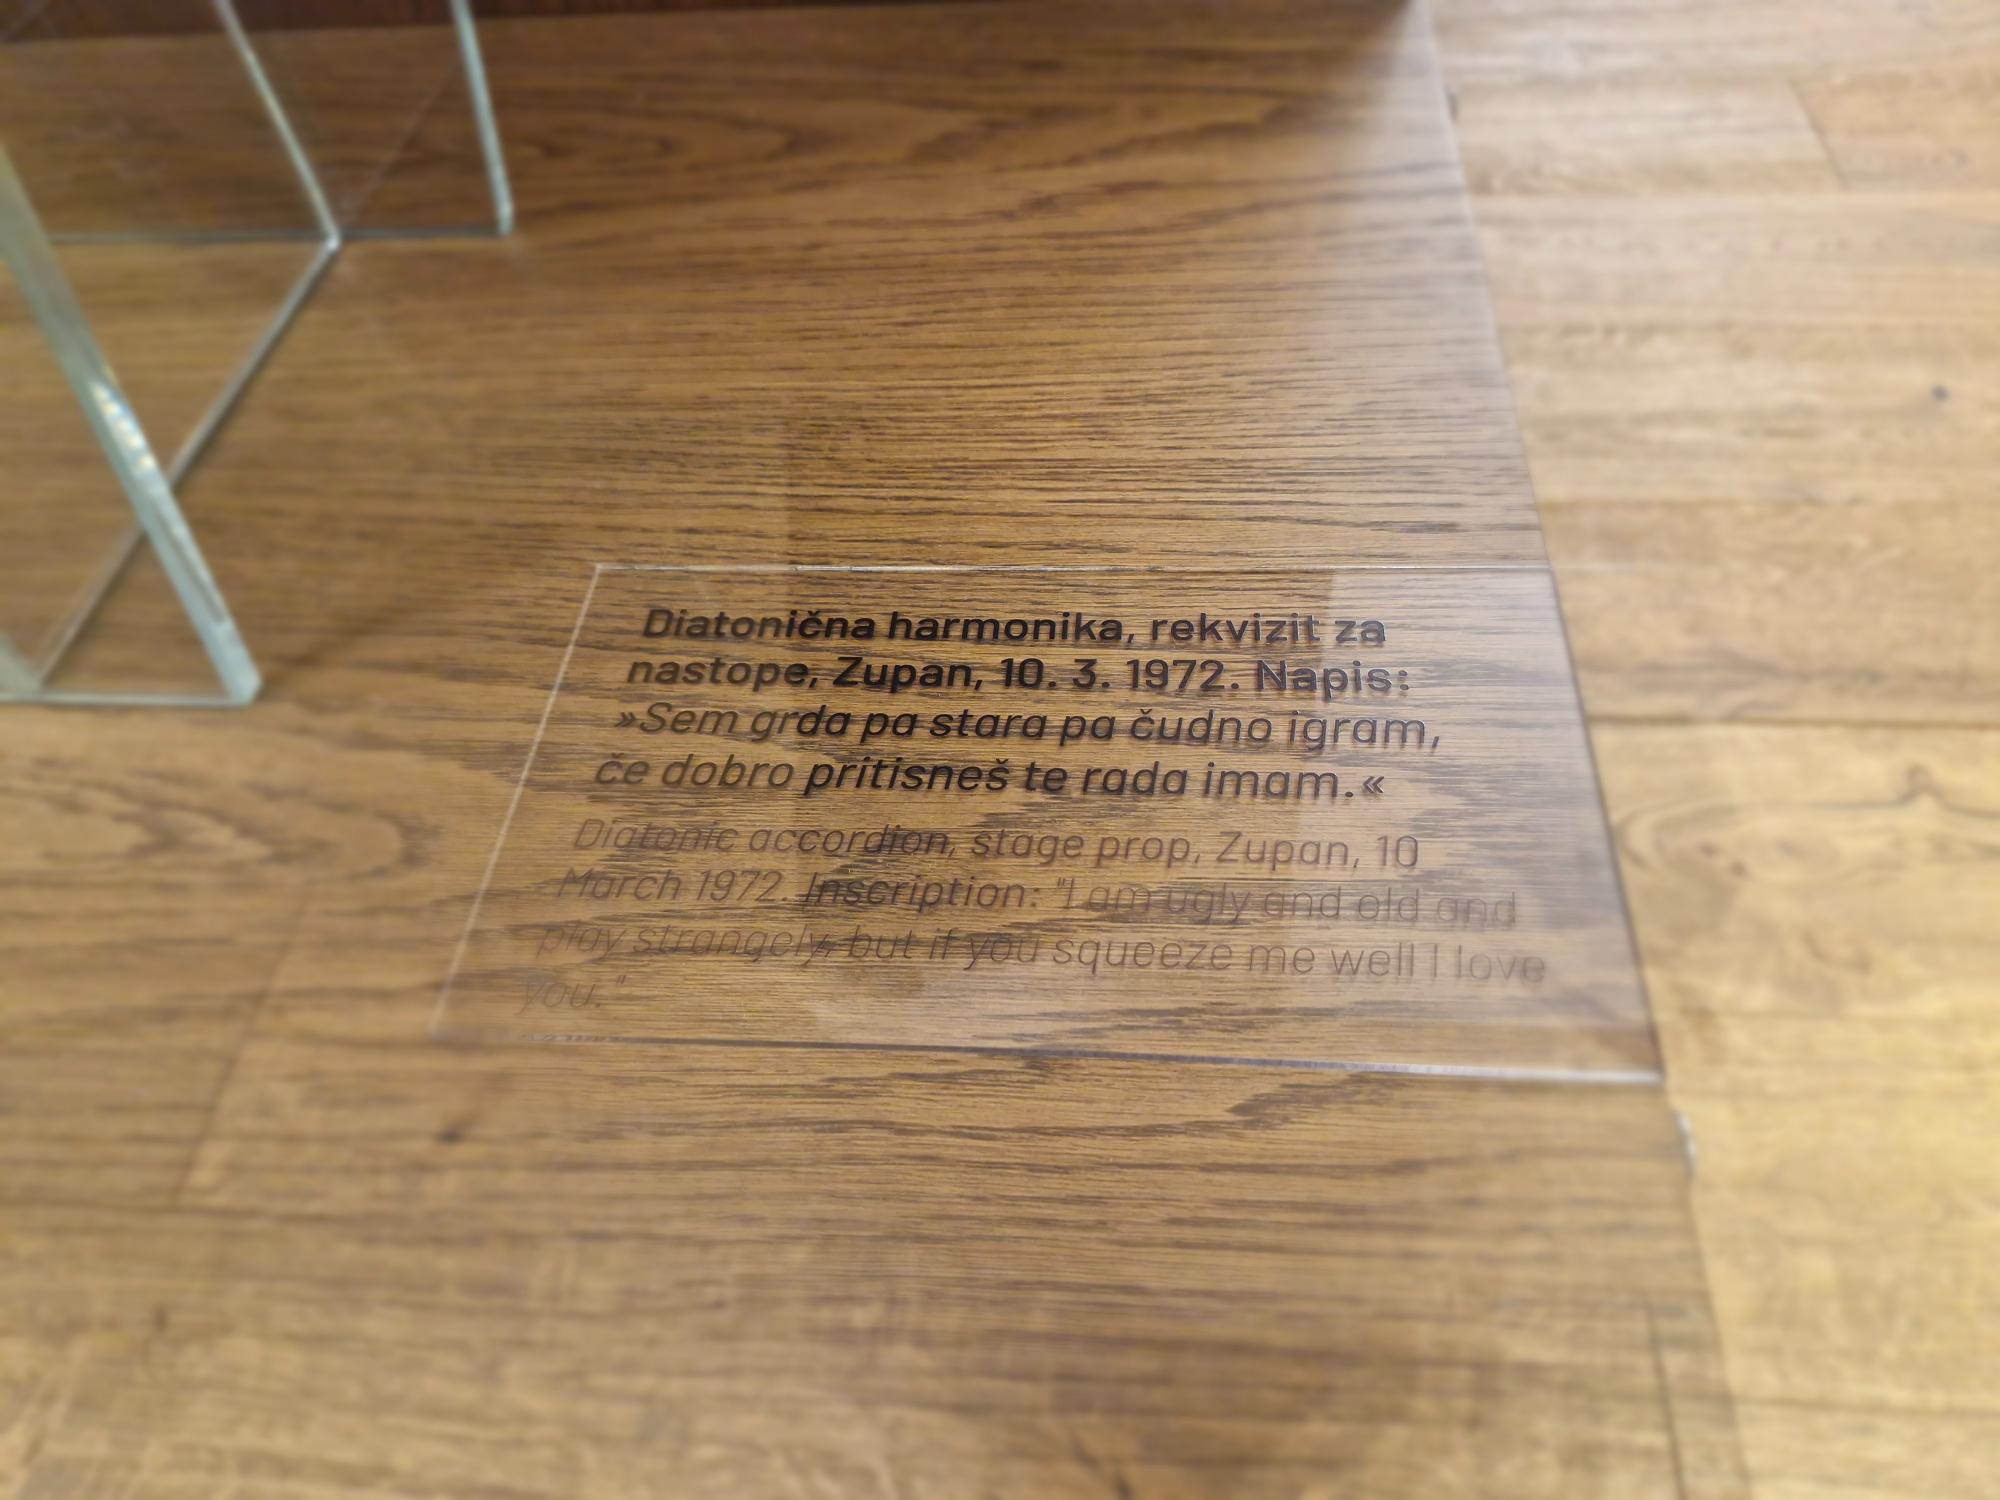 Diatonična harmonika, rekvizit za
nastope, Zupan, 10. 3. 1972. Napis:
»Sem grda pa stara pa čudno igram,
če dobro pritisneš te rada imam.«
Diatonic accordion, stage prop, Zupan, 10
March 1972. Inscription: "I am ugly and old and
play strangely, but if you squeeze me well I love
you."